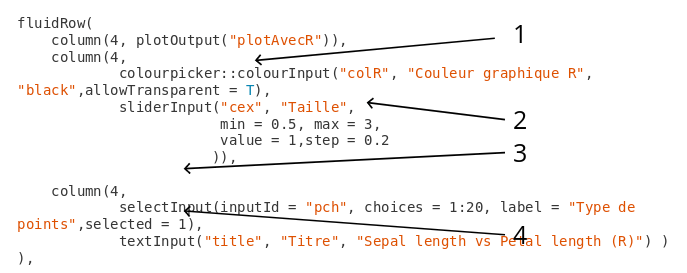 fluidRow(
column(4, plotOutput("plotAvecR")),
column(4,
colourpicker::colourInput("colR", "Couleur graphique R",
"black",allowTransparent = T),
sliderInput("cex", "Taille",
min = 0.5, max = 3,
value = 1,step = 0.2
)),
column(4,
selectInput(inputId = "pch", choices = 1:20, label = "Type de
points",selected = 1),
textInput("title", "Titre", "Sepal length vs Petal length (R)") )
),
1
2
3
4